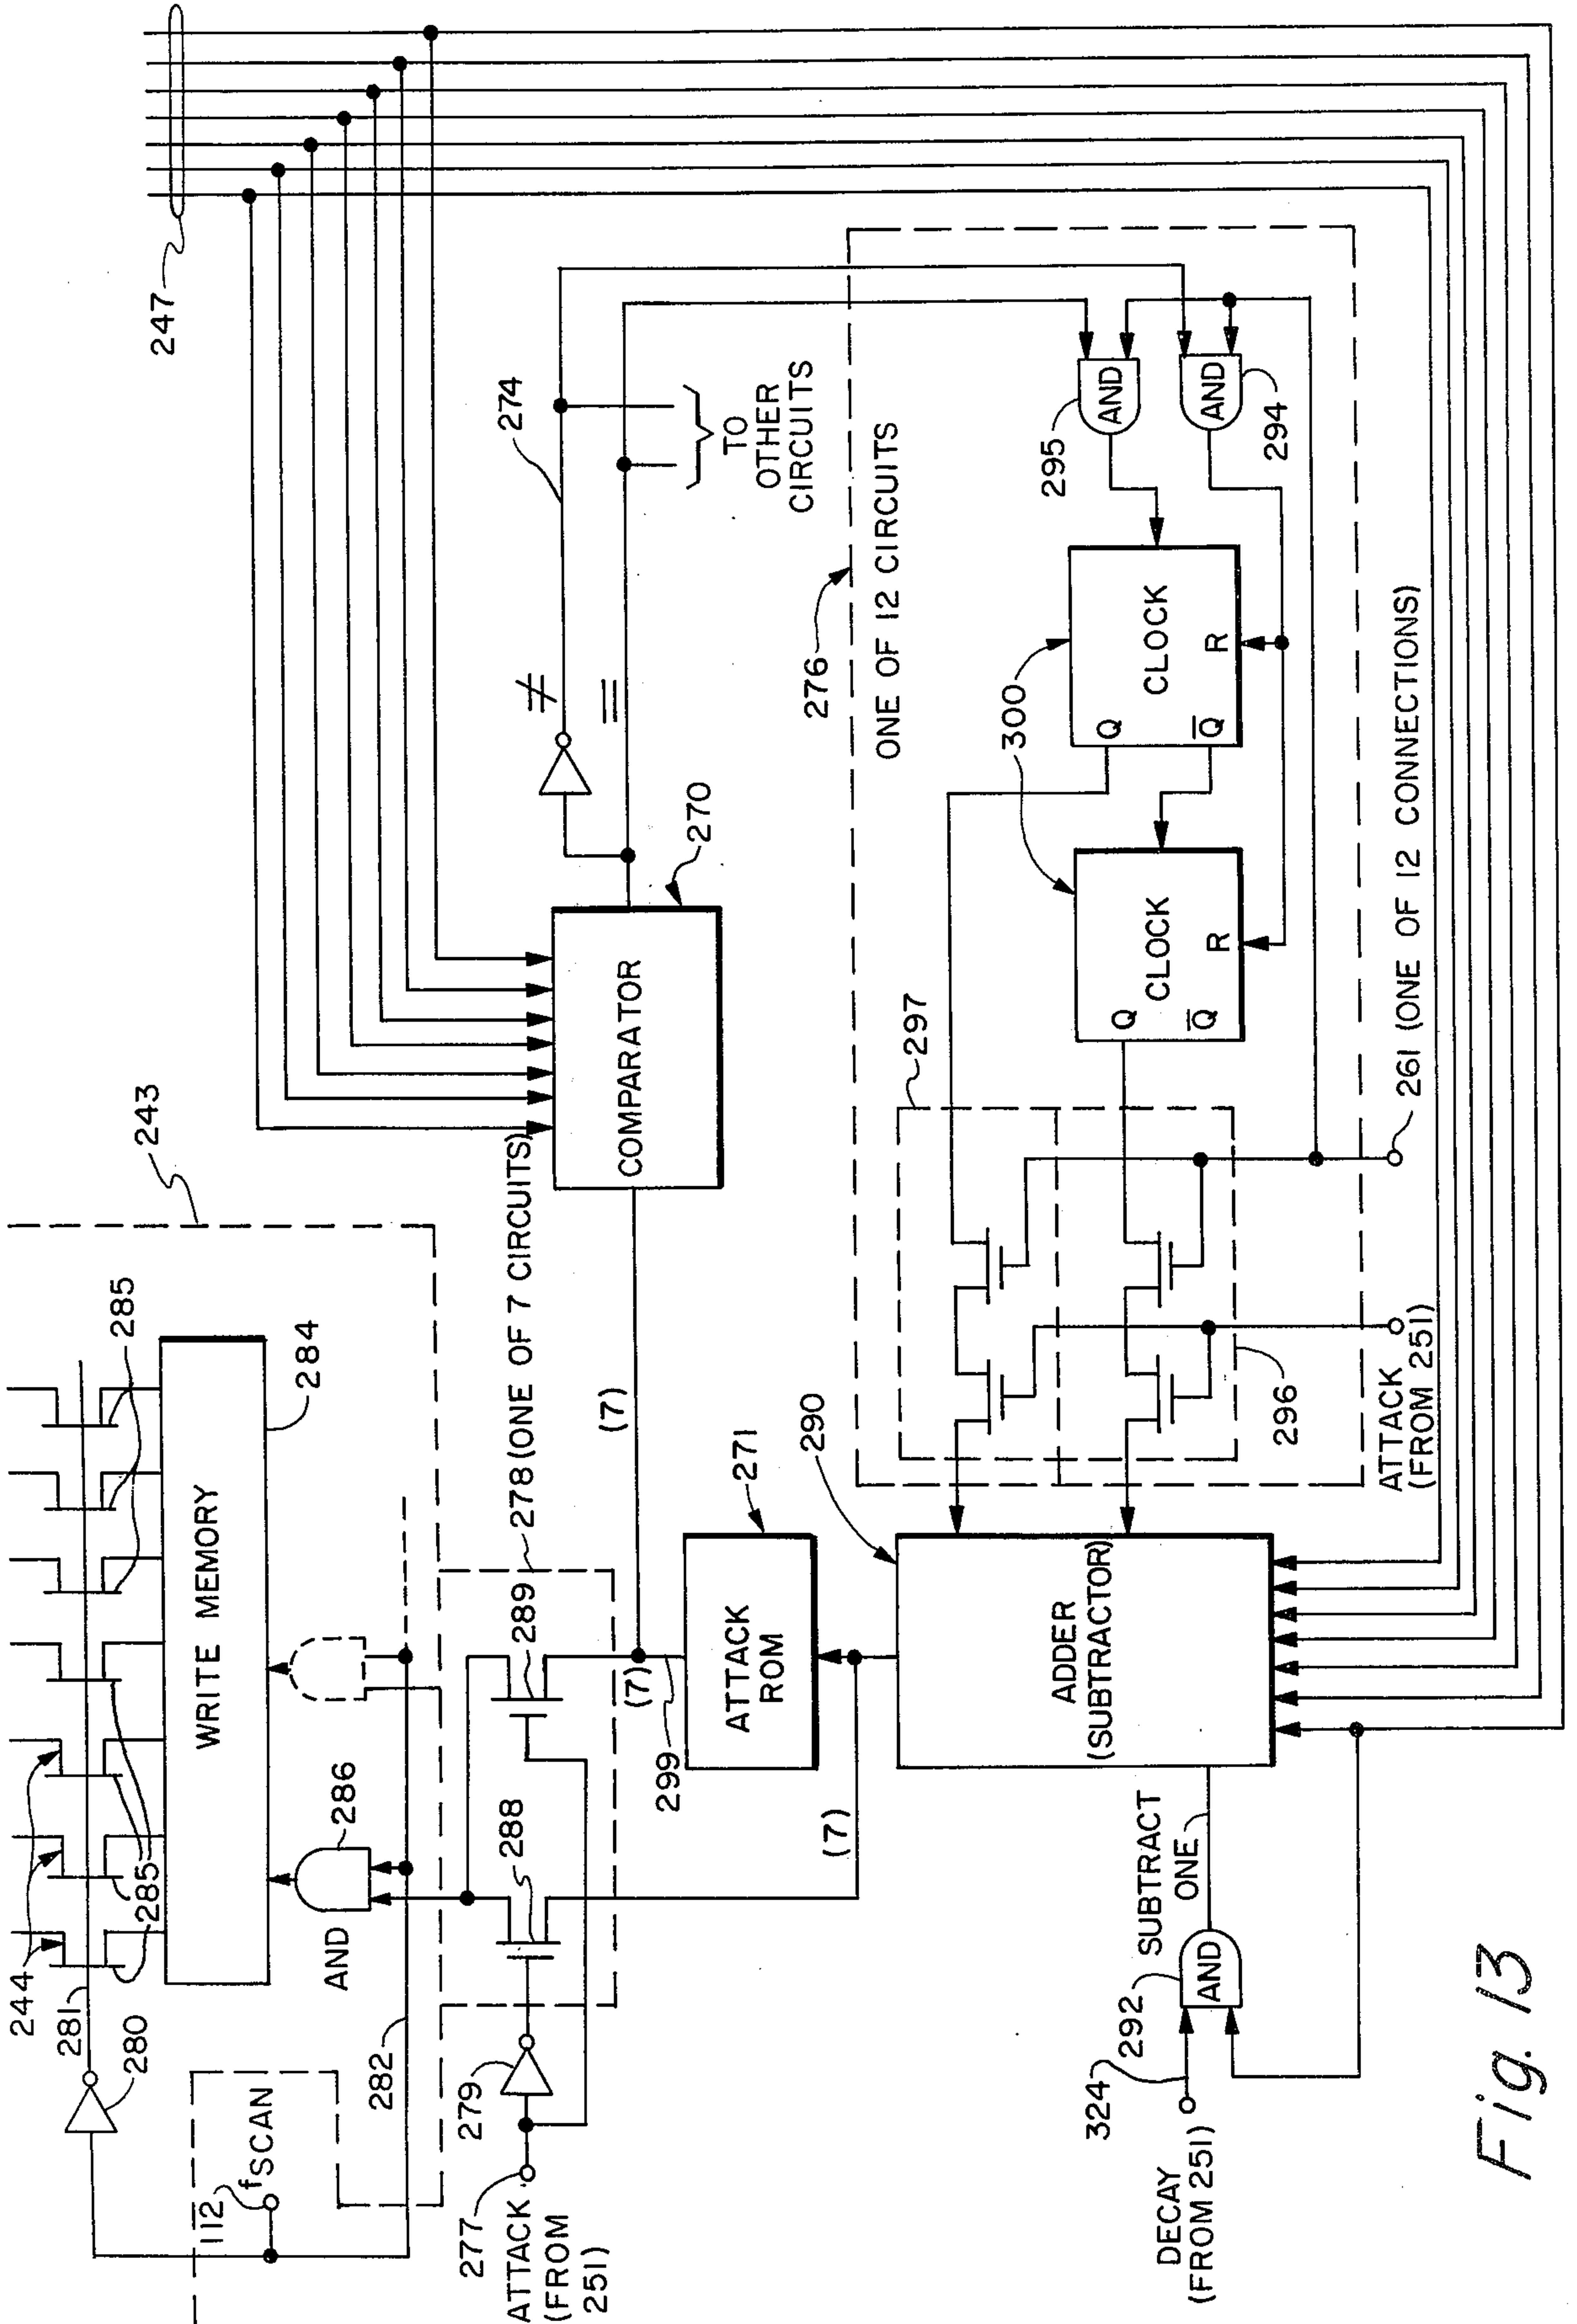 247
243
244
281
280
285
285
285
WRITE MEMORY
284
286
AND
112
fSCAN
282
274
≠
=
TO
OTHER
CIRCUITS
COMPARATOR
270
278 (ONE OF 7 CIRCUITS)
(7)
289
288
(7)
299
279
277
ATTACK
(FROM
251)
ATTACK
ROM
271
(7)
290
ADDER
(SUBTRACTOR)
SUBTRACT
ONE
292
AND
324
DECAY
(FROM 251)
276
ONE OF 12 CIRCUITS
295
AND
AND
294
300
CLOCK
Q
Q
R
CLOCK
Q
Q
R
297
296
261 (ONE OF 12 CONNECTIONS)
ATTACK
(FROM 251)
Fig. 13